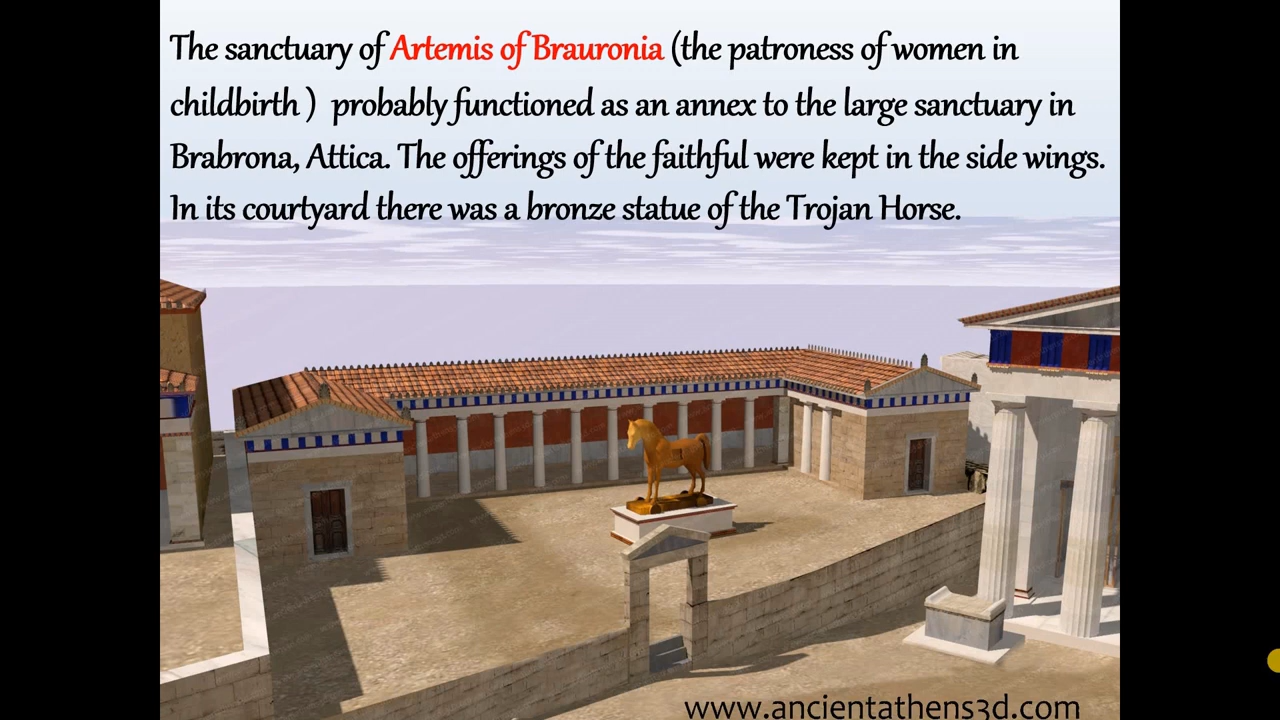 The sanctuary of Artemis of Brauronia (the patroness of women in
childbirth ) probably functioned as an annex to the large sanctuary in
Brabrona, Attica. The offerings of the faithful were kept in the side wings.
In its courtyard there was a bronze statue of the Trojan Horse.
www.ancientathens3d.com